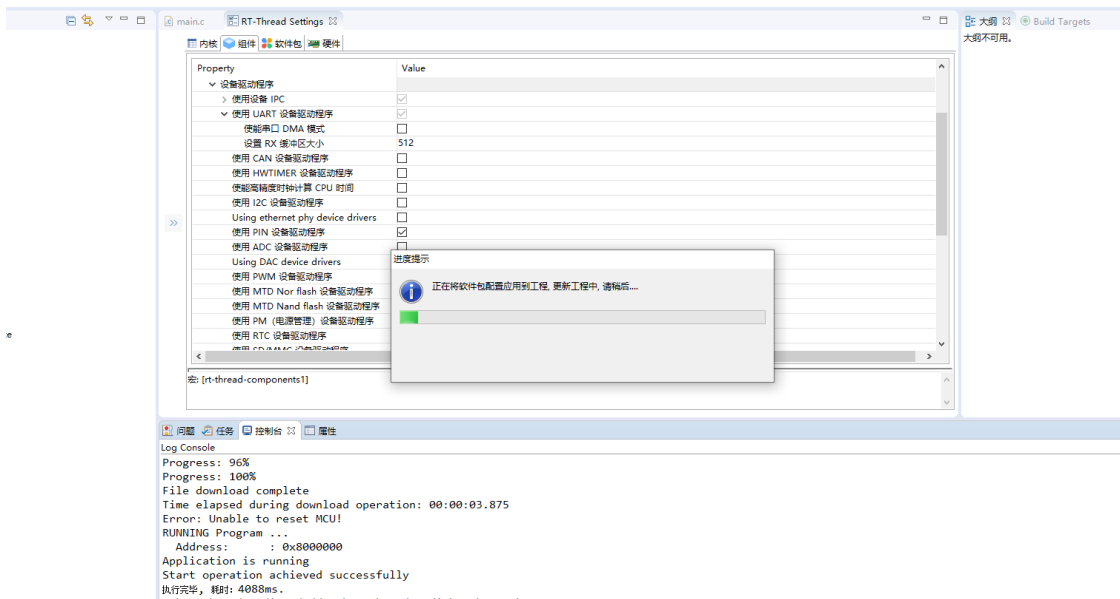 main.c
RT-Thread Settings
大纲
Build Targets
大纲不可用。
内核 组件 软件包 硬件
Property Value
设备驱动程序
使用设备 IPC
使用 UART 设备驱动程序
使能串口 DMA 模式
设置 RX 缓冲区大小 512
使用 CAN 设备驱动程序
使用 HWTIMER 设备驱动程序
使能高精度时钟计算 CPU 时间
使用 I2C 设备驱动程序
Using ethernet phy device drivers
使用 PIN 设备驱动程序
使用 ADC 设备驱动程序
Using DAC device drivers
使用 PWM 设备驱动程序
使用 MTD Nor flash 设备驱动程序
使用 MTD Nand flash 设备驱动程序
使用 PM (电源管理) 设备驱动程序
使用 RTC 设备驱动程序
使用 SD/MMC 设备驱动程序
进度提示
正在将软件包配置应用到工程, 更新工程中, 请稍后....
宏: [rt-thread-components1]
问题 任务 控制台 属性
Log Console
Progress: 96%
Progress: 100%
File download complete
Time elapsed during download operation: 00:00:03.875
Error: Unable to reset MCU!
RUNNING Program ...
Address: : 0x8000000
Application is running
Start operation achieved successfully
执行完毕, 耗时: 4088ms.